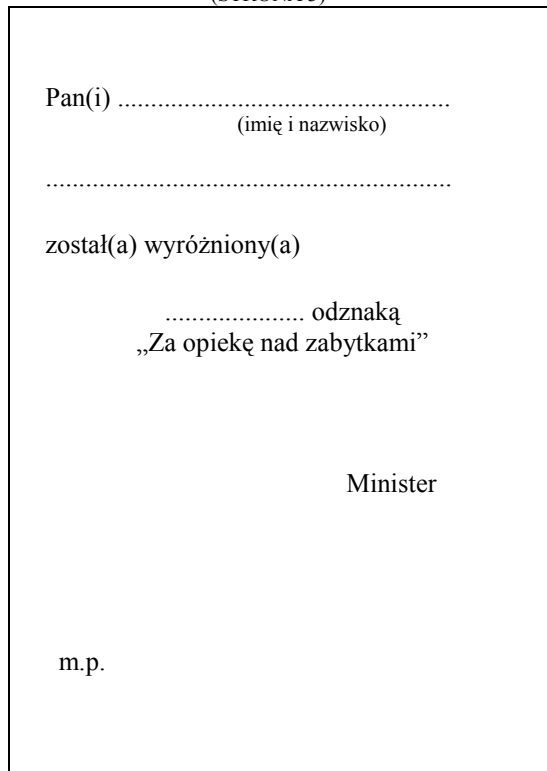 Pan(i) ..................................................
(imię i nazwisko)
.............................................................
został(a) wyróżniony(a)
..................... odznaką
„Za opiekę nad zabytkami”
Minister
m.p.